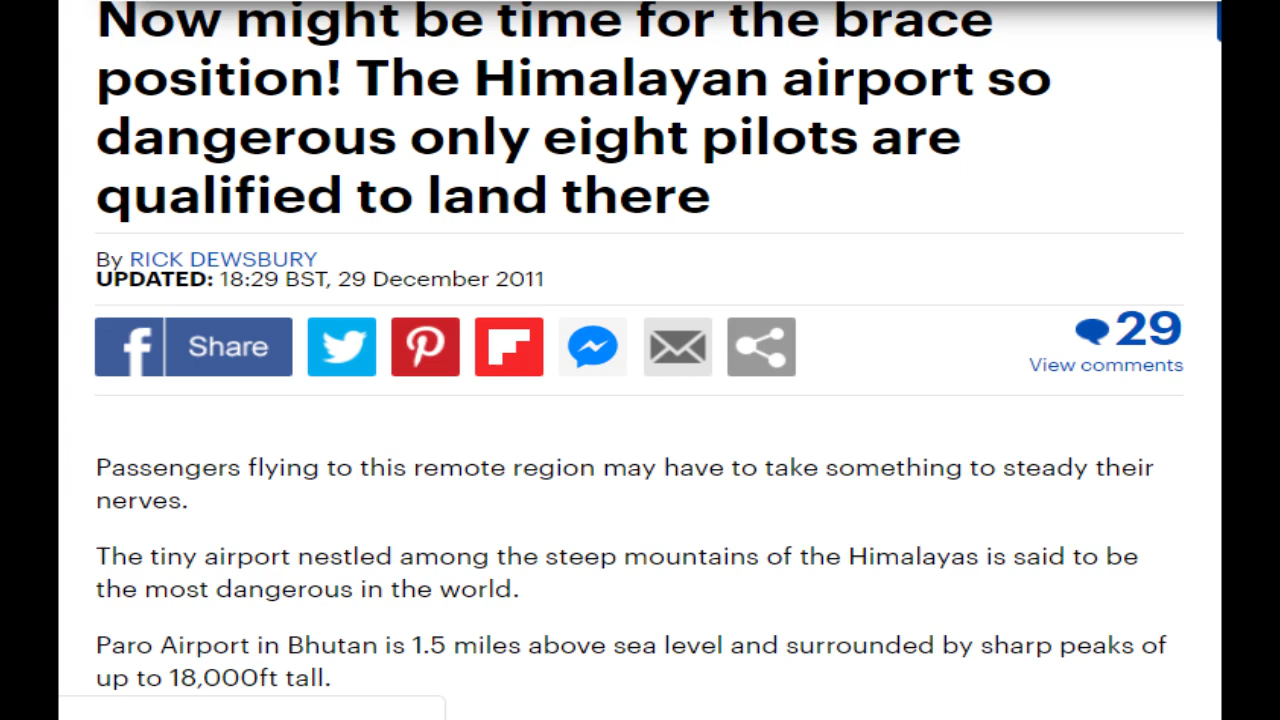 Now might be time for the brace
position! The Himalayan airport so
dangerous only eight pilots are
qualified to land there
By RICK DEWSBURY
UPDATED: 18:29 BST, 29 December 2011
Share
29
View comments
Passengers flying to this remote region may have to take something to steady their
nerves.
The tiny airport nestled among the steep mountains of the Himalayas is said to be
the most dangerous in the world.
Paro Airport in Bhutan is 1.5 miles above sea level and surrounded by sharp peaks of
up to 18,000ft tall.